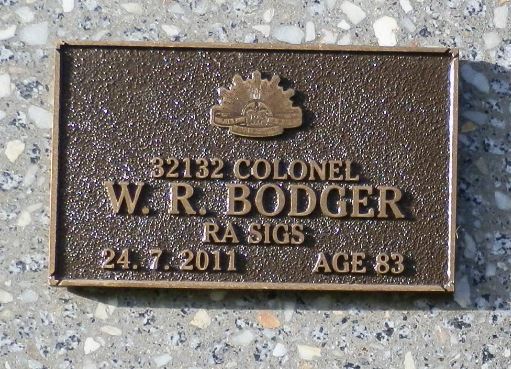 32132 COLONEL
W. R. BODGER
RA SIGS
24. 7. 2011 AGE 83